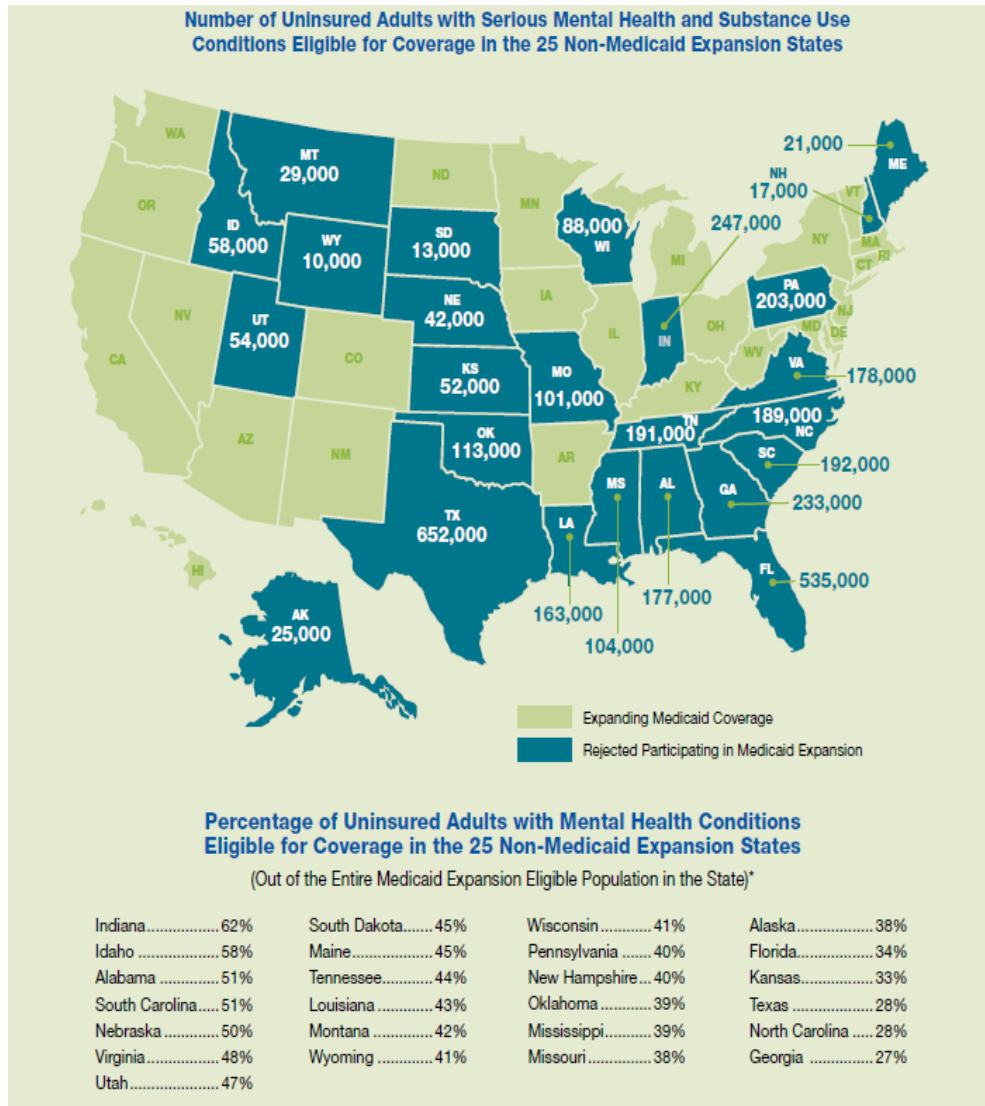 Number of Uninsured Adults with Serious Mental Health and Substance Use
Conditions Eligible for Coverage in the 25 Non-Medicaid Expansion States
WA
MT
29,000
ND
MN
21,000
ME
NH
17,000
VT
OR
ID
58,000
WY
10,000
SD
13,000
88,000
WI
247,000
MI
NY
MA
RI
CT
NV
UT
54,000
NE
42,000
IA
IL
IN
OH
PA
203,000
NJ
MD
DE
CA
CO
KS
52,000
MO
101,000
KY
WV
VA
178,000
AZ
NM
OK
113,000
AR
TN
191,000
189,000
NC
SC
192,000
TX
652,000
LA
163,000
MS
104,000
AL
177,000
GA
233,000
FL
535,000
HI
AK
25,000
Expanding Medicaid Coverage
Rejected Participating in Medicaid Expansion
Percentage of Uninsured Adults with Mental Health Conditions
Eligible for Coverage in the 25 Non-Medicaid Expansion States
(Out of the Entire Medicaid Expansion Eligible Population in the State)*
Indiana.................. 62%
Idaho .................. 58%
Alabama ............. 51%
South Carolina..... 51%
Nebraska ............ 50%
Virginia................ 48%
Utah..................... 47%
South Dakota....... 45%
Maine................... 45%
Tennessee............ 44%
Louisiana ............. 43%
Montana .............. 42%
Wyoming ............. 41%
Wisconsin............ 41%
Pennsylvania ....... 40%
New Hampshire... 40%
Oklahoma ............ 39%
Mississippi........... 39%
Missouri............... 38%
Alaska.................. 38%
Florida.................. 34%
Kansas................. 33%
Texas ................... 28%
North Carolina ..... 28%
Georgia ............... 27%